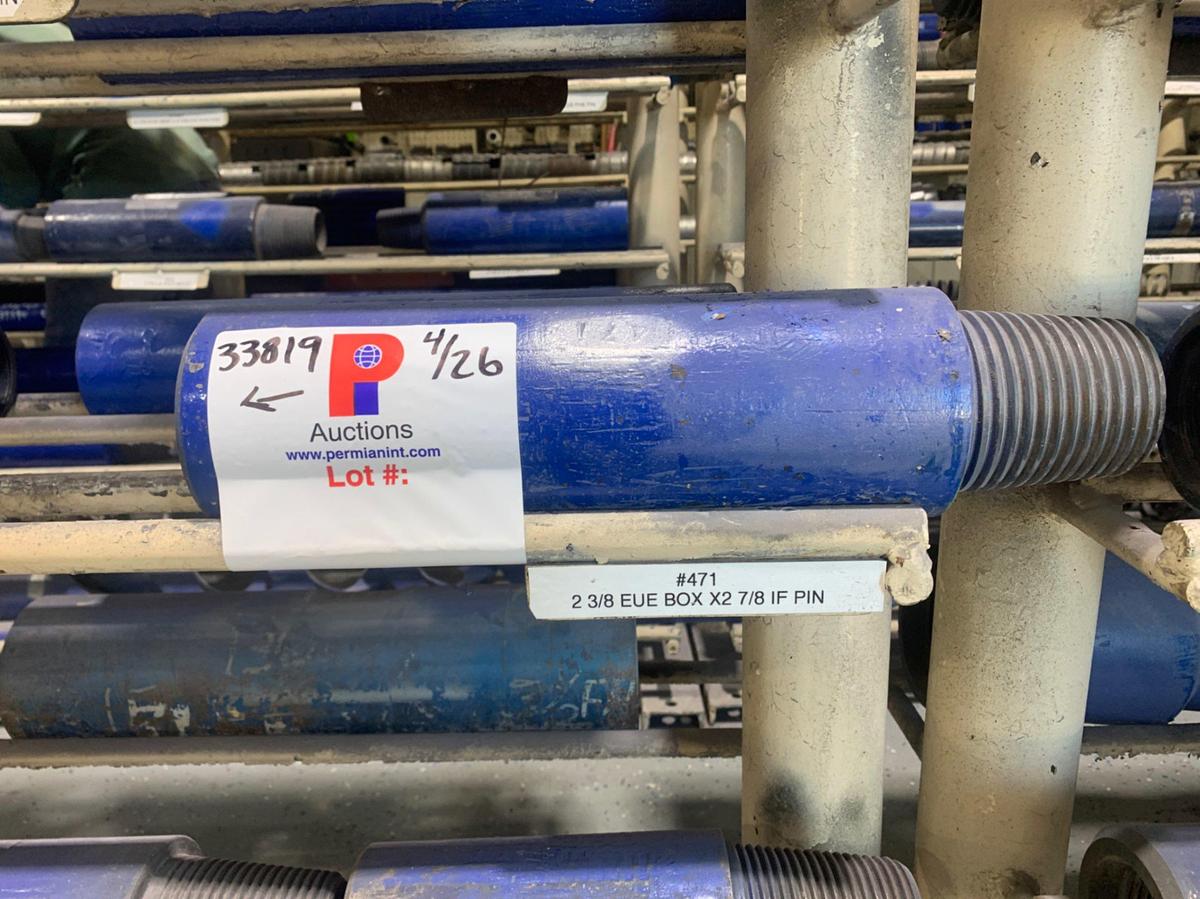 33819
4/26
←
P
Auctions
www.permianint.com
Lot #:
#471
2 3/8 EUE BOX X2 7/8 IF PIN